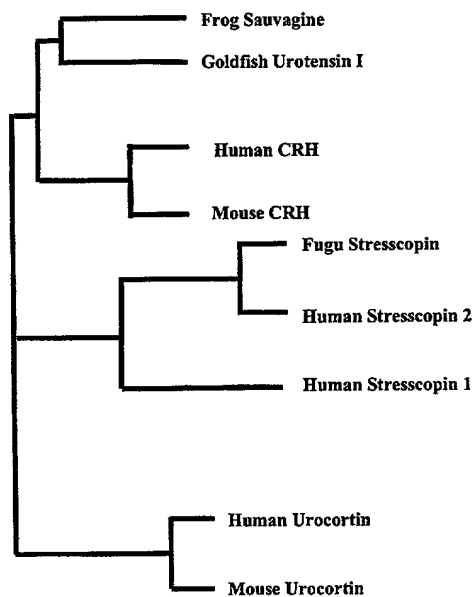 Frog Sauvagine
Goldfish Urotensin I
Human CRH
Mouse CRH
Fugu Stresscopin
Human Stresscopin 2
Human Stresscopin 1
Human Urocortin
Mouse Urocortin